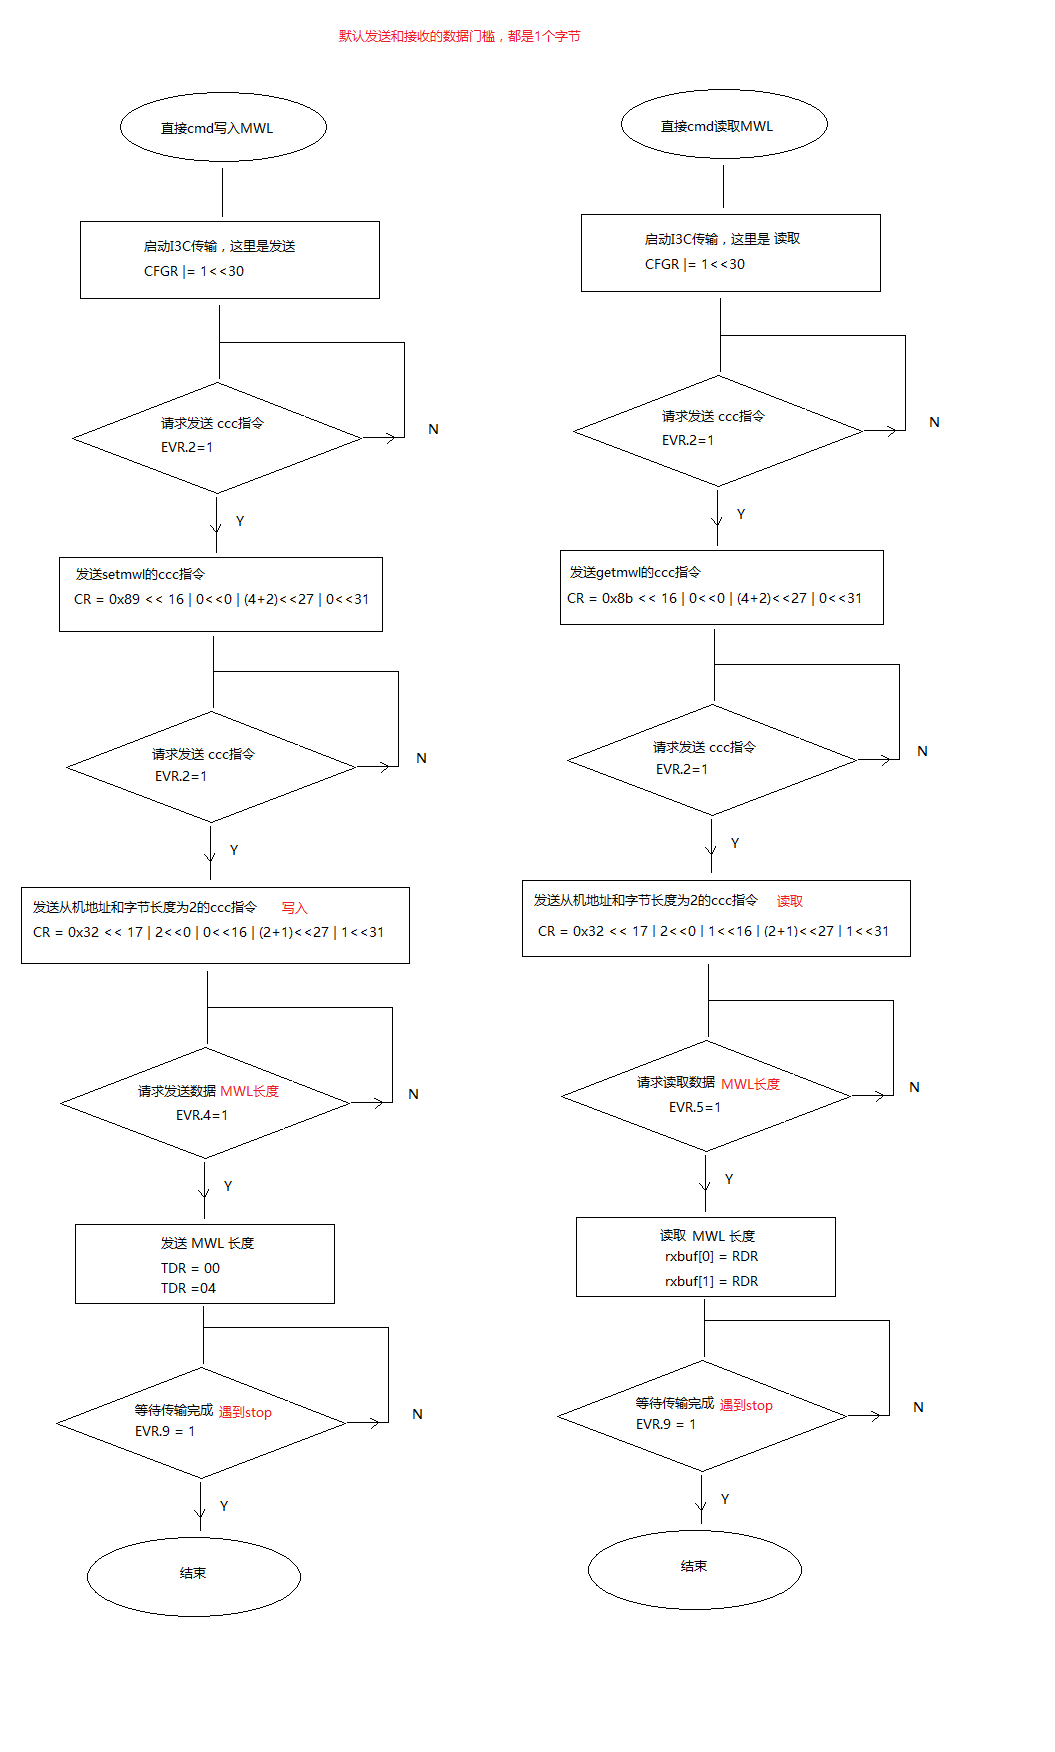 默认发送和接收的数据门槛，都是1个字节
直接cmd写入MWL
启动I3C传输，这里是发送
CFGR |= 1<<30
请求发送 ccc指令
EVR.2=1
N
Y
发送setmwl的ccc指令
CR = 0x89 << 16 | 0<<0 | (4+2)<<27 | 0<<31
请求发送 ccc指令
EVR.2=1
N
Y
发送从机地址和字节长度为2的ccc指令 写入
CR = 0x32 << 17 | 2<<0 | 0<<16 | (2+1)<<27 | 1<<31
请求发送数据 MWL长度
EVR.4=1
N
Y
发送 MWL 长度
TDR = 00
TDR =04
等待传输完成 遇到stop
EVR.9 = 1
N
Y
结束
直接cmd读取MWL
启动I3C传输，这里是 读取
CFGR |= 1<<30
请求发送 ccc指令
EVR.2=1
N
Y
发送getmwl的ccc指令
CR = 0x8b << 16 | 0<<0 | (4+2)<<27 | 0<<31
请求发送 ccc指令
EVR.2=1
N
Y
发送从机地址和字节长度为2的ccc指令 读取
CR = 0x32 << 17 | 2<<0 | 1<<16 | (2+1)<<27 | 1<<31
请求读取数据 MWL长度
EVR.5=1
N
Y
读取 MWL 长度
rxbuf[0] = RDR
rxbuf[1] = RDR
等待传输完成 遇到stop
EVR.9 = 1
N
Y
结束